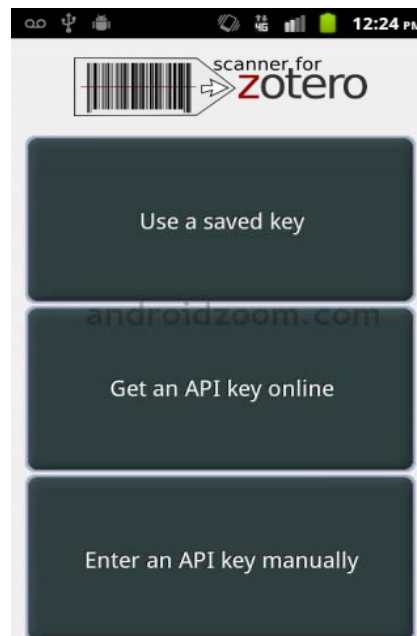 4G 12:24 PM
scanner for
zotero
Use a saved key
androidzoom.com
Get an API key online
Enter an API key manually